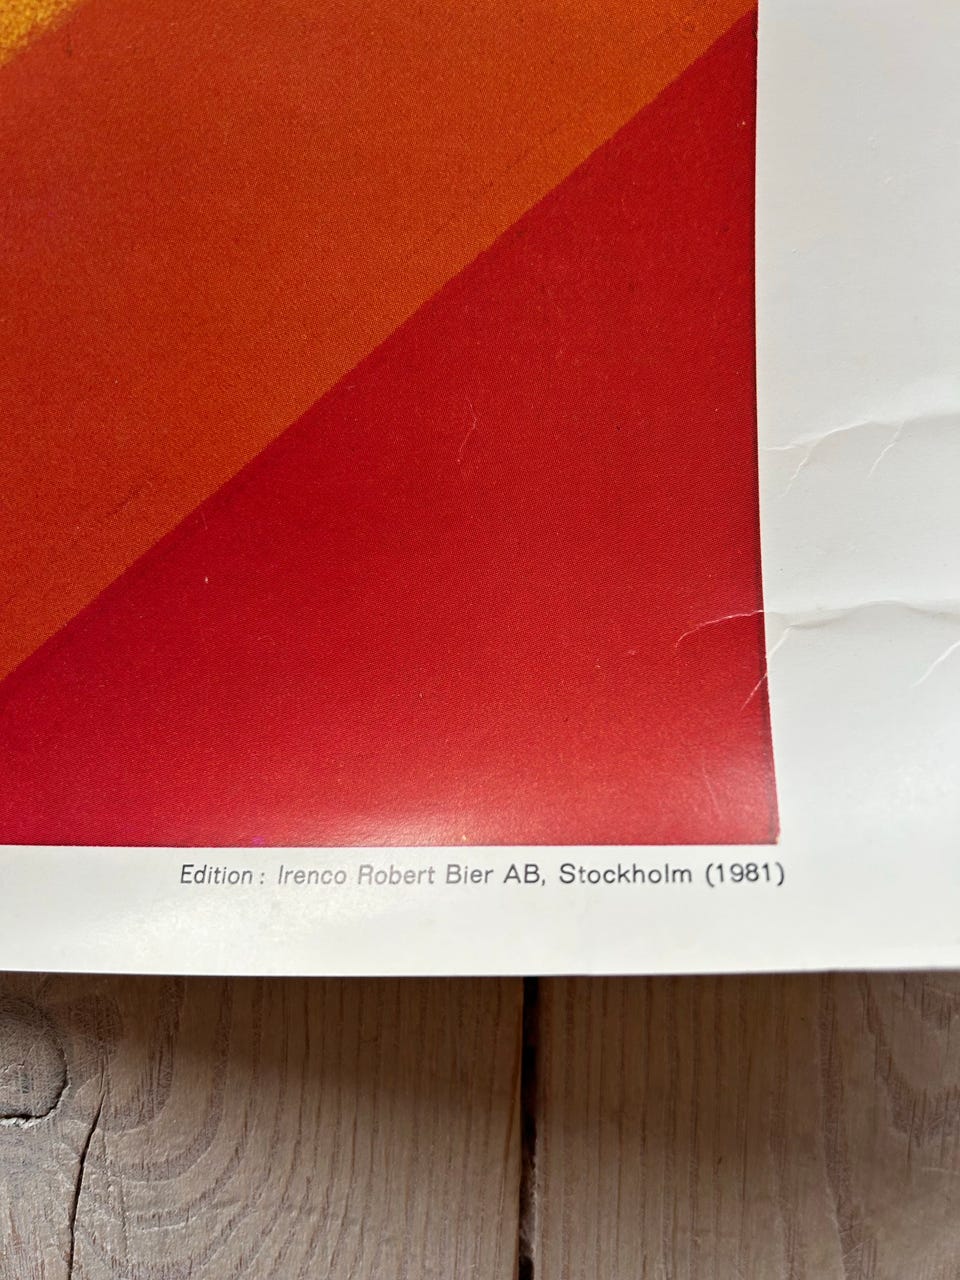 Edition : Irenco Robert Bier AB, Stockholm (1981)